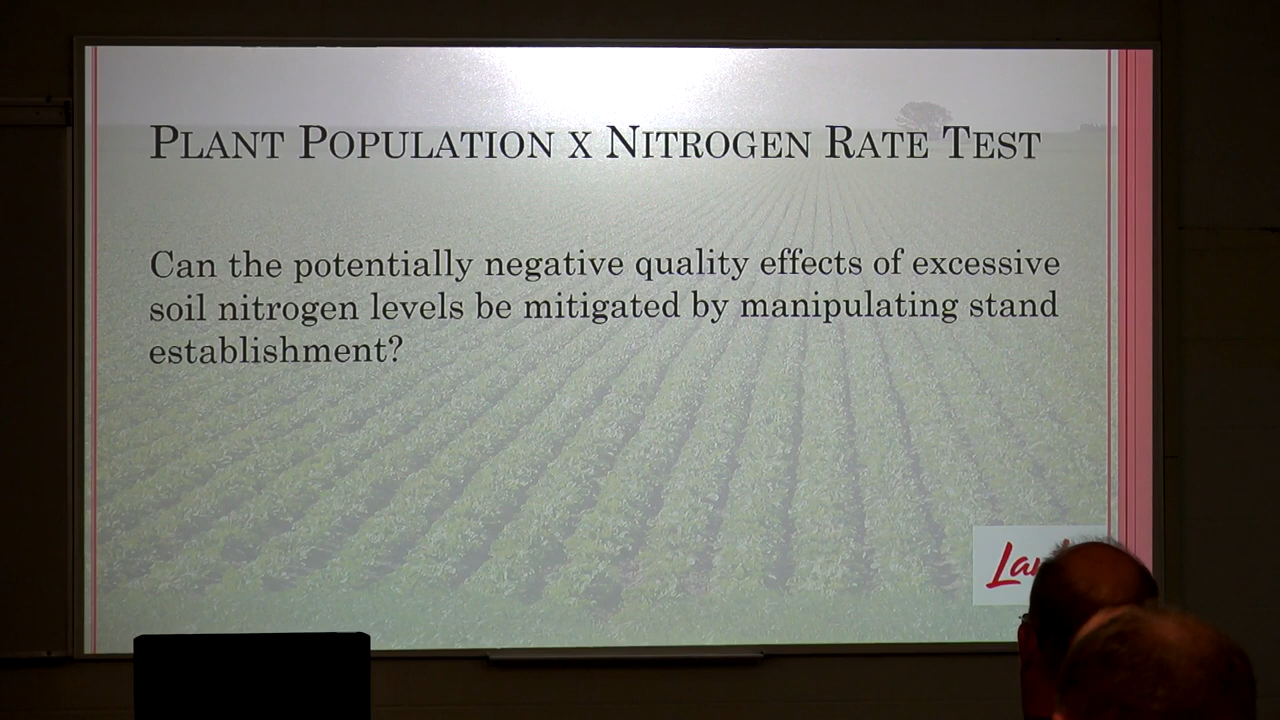 Plant Population x Nitrogen Rate Test
Can the potentially negative quality effects of excessive
soil nitrogen levels be mitigated by manipulating stand
establishment?